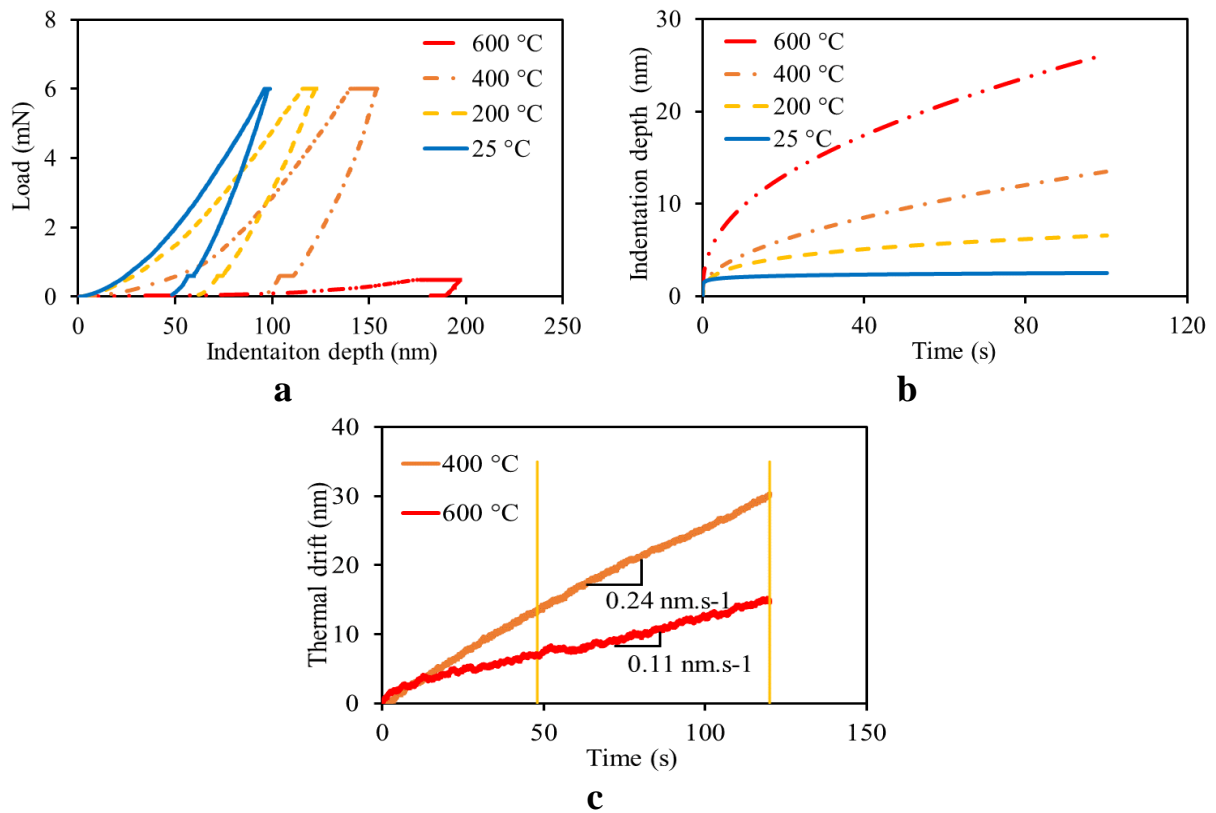 8
6
4
2
0
Load (mN)
600 °C
400 °C
200 °C
25 °C
0 50 100 150 200 250
Indentaiton depth (nm)
a
30
20
10
0
Indentation depth (nm)
600 °C
400 °C
200 °C
25 °C
0 40 80 120
Time (s)
b
40
30
20
10
0
Thermal drift (nm)
400 °C
600 °C
0.24 nm.s-1
0.11 nm.s-1
0 50 100 150
Time (s)
c